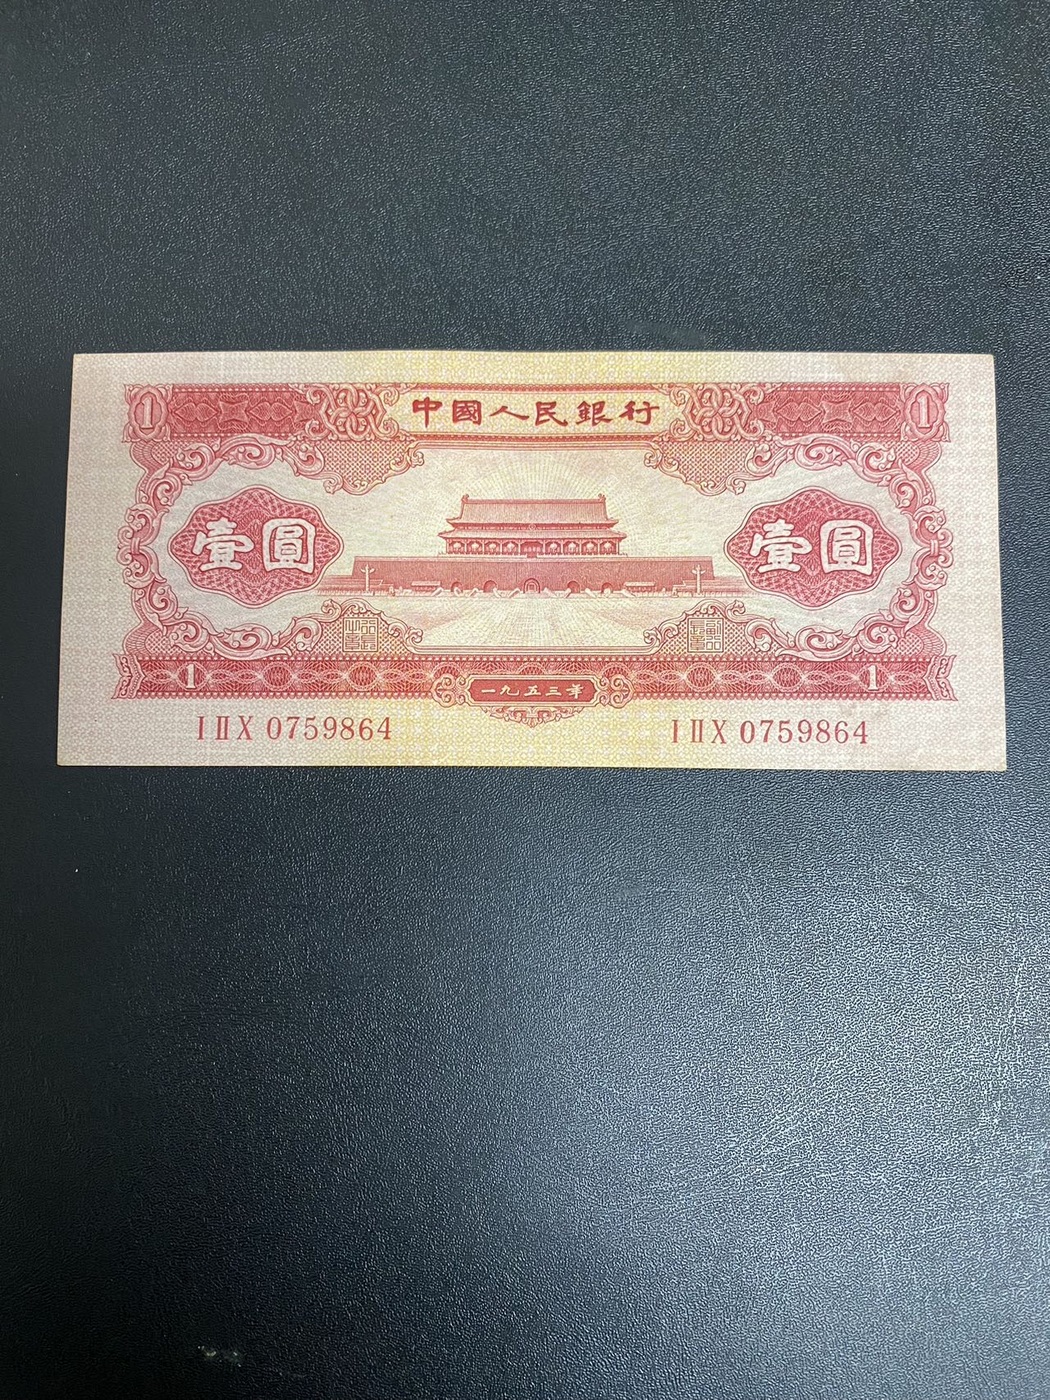 1 中國人民銀行 1
壹圓 壹圓
1 一九五三年 1
I II X 0759864 I II X 0759864